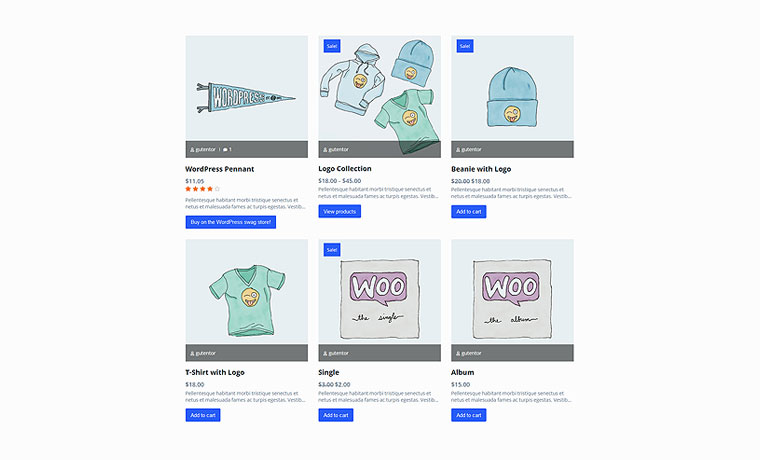 WORDPRESS
gutentor | 1
WordPress Pennant
$11.05
Pellentesque habitant morbi tristique senectus et
netus et malesuada fames ac turpis egestas. Vestib...
Buy on the WordPress swag store!
Sale!
gutentor
Logo Collection
$18.00 - $45.00
Pellentesque habitant morbi tristique senectus et
netus et malesuada fames ac turpis egestas. Vestib...
View products
Sale!
gutentor
Beanie with Logo
$20.00 $18.00
Pellentesque habitant morbi tristique senectus et
netus et malesuada fames ac turpis egestas. Vestib...
Add to cart
gutentor
T-Shirt with Logo
$18.00
Pellentesque habitant morbi tristique senectus et
netus et malesuada fames ac turpis egestas. Vestib...
Add to cart
Sale!
WOO
the single
gutentor
Single
$3.00 $2.00
Pellentesque habitant morbi tristique senectus et
netus et malesuada fames ac turpis egestas. Vestib...
Add to cart
WOO
the album
gutentor
Album
$15.00
Pellentesque habitant morbi tristique senectus et
netus et malesuada fames ac turpis egestas. Vestib...
Add to cart